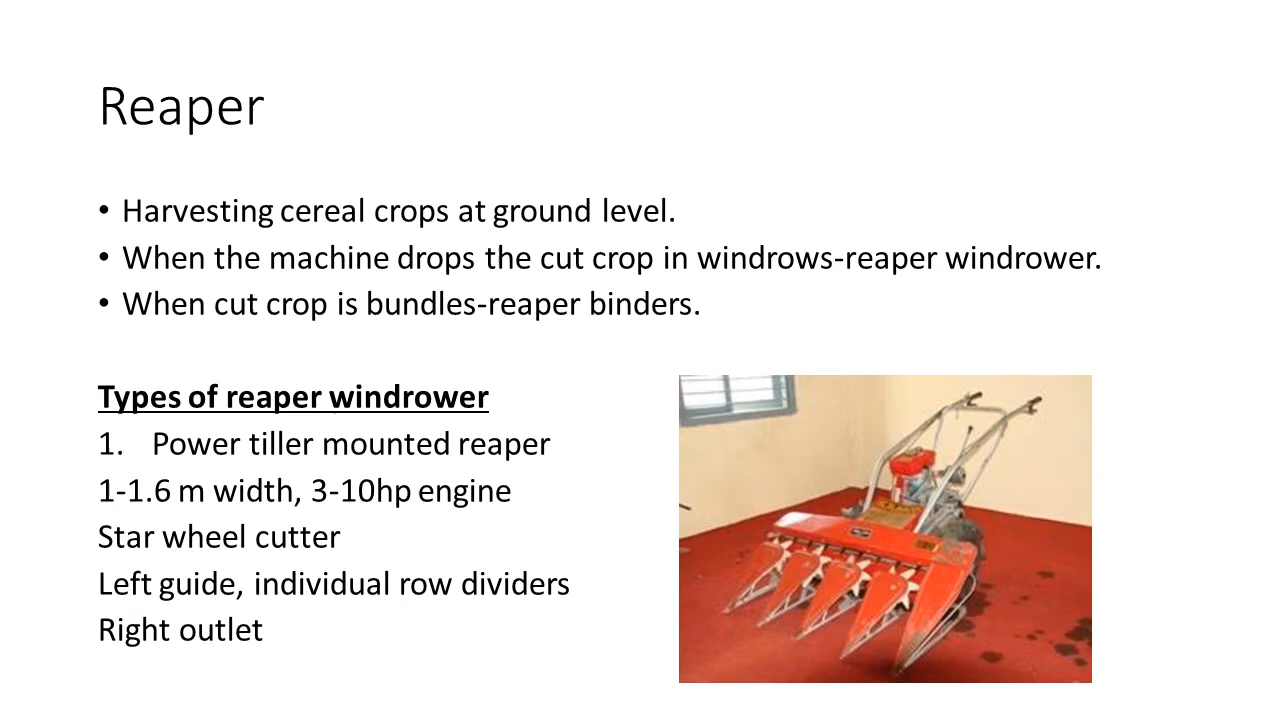 Reaper
• Harvesting cereal crops at ground level.
• When the machine drops the cut crop in windrows-reaper windrower.
• When cut crop is bundles-reaper binders.
Types of reaper windrower
1. Power tiller mounted reaper
1-1.6 m width, 3-10hp engine
Star wheel cutter
Left guide, individual row dividers
Right outlet